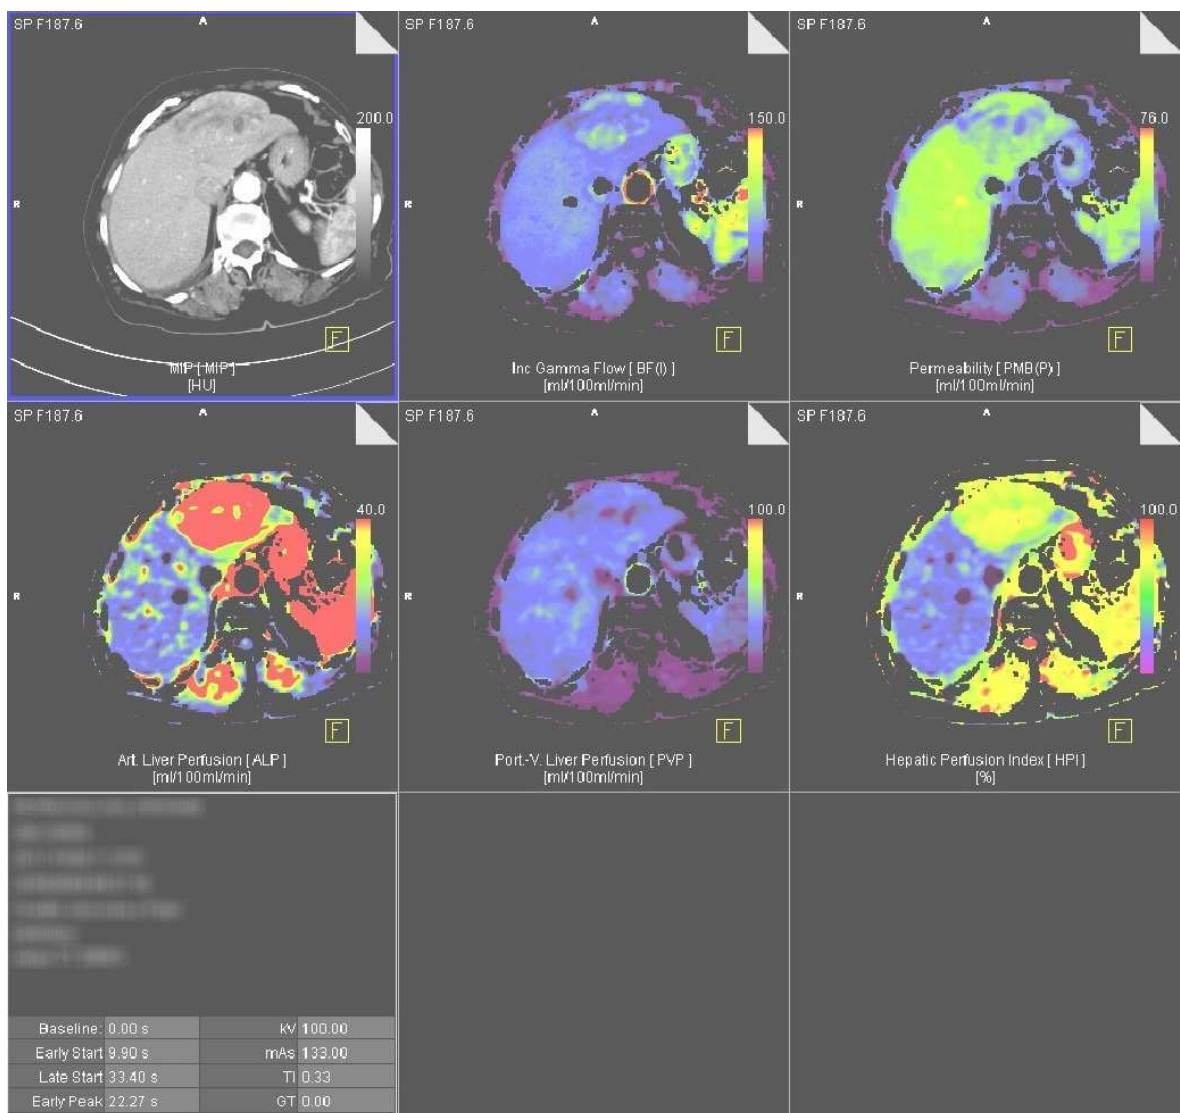 SP F187.6
A
200.0
R
F
MIP [ MIP ]
[HU]
SP F187.6
A
150.0
Inc Gamma Flow [ BF(I) ]
[ml/100ml/min]
SP F187.6
A
76.0
R
F
Permeability [ PMB(P) ]
[ml/100ml/min]
SP F187.6
A
40.0
R
F
Art. Liver Perfusion [ ALP ]
[ml/100ml/min]
SP F187.6
A
100.0
R
Port.-V. Liver Perfusion [ PVP ]
[ml/100ml/min]
SP F187.6
A
100.0
R
F
Hepatic Perfusion Index [ HPI ]
[%]
Baseline: 0.00 s kV 100.00
Early Start 9.90 s mAs 133.00
Late Start 33.40 s TI 0.33
Early Peak 22.27 s GT 0.00